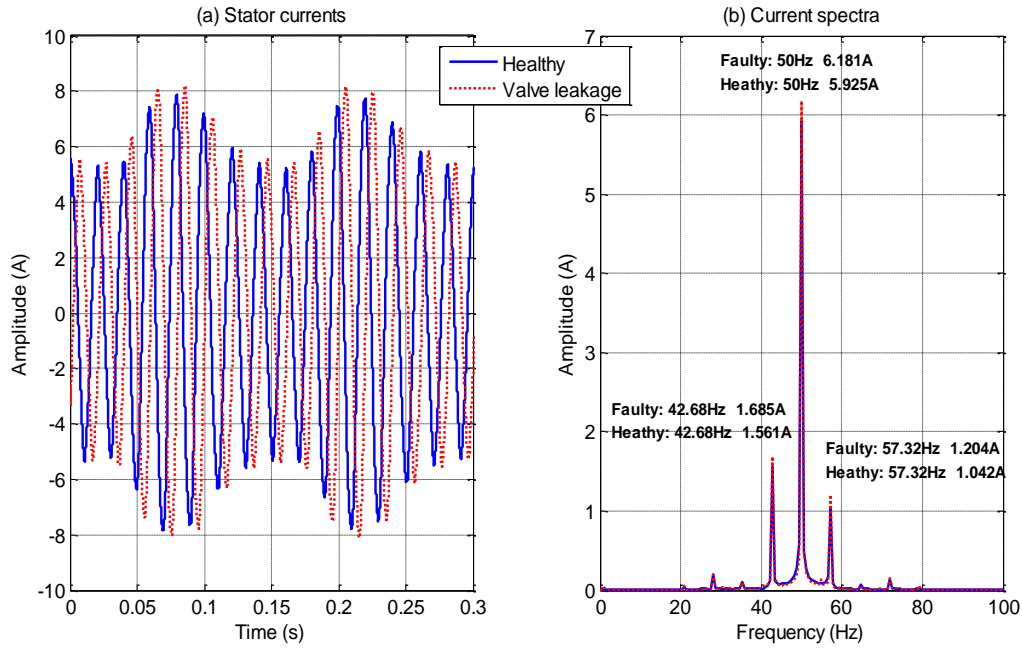 (a) Stator currents
(b) Current spectra
Healthy
Valve leakage
10
8
6
4
2
0
-2
-4
-6
-8
-10
Amplitude (A)
0
0.05
0.1
0.15
0.2
0.25
0.3
Time (s)
7
6
5
4
3
2
1
0
Amplitude (A)
Faulty: 50Hz 6.181A
Heathy: 50Hz 5.925A
Faulty: 42.68Hz 1.685A
Heathy: 42.68Hz 1.561A
Faulty: 57.32Hz 1.204A
Heathy: 57.32Hz 1.042A
0
20
40
60
80
100
Frequency (Hz)